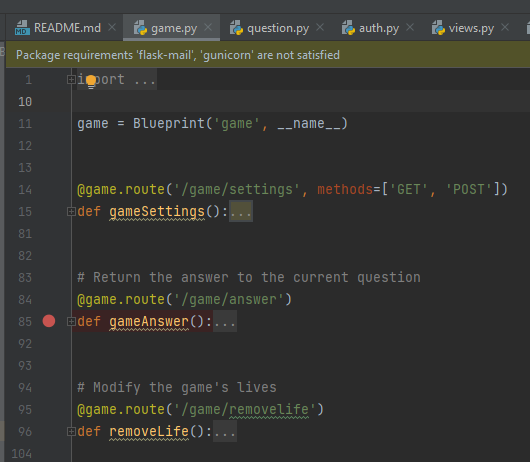 README.md × game.py × question.py × auth.py × views.py ×
Package requirements 'flask-mail', 'gunicorn' are not satisfied
1 import ...
10
11 game = Blueprint('game', __name__)
12
13
14 @game.route('/game/settings', methods=['GET', 'POST'])
15 def gameSettings():...
81
82
83 # Return the answer to the current question
84 @game.route('/game/answer')
85 def gameAnswer():...
92
93
94 # Modify the game's lives
95 @game.route('/game/removelife')
96 def removeLife():...
104